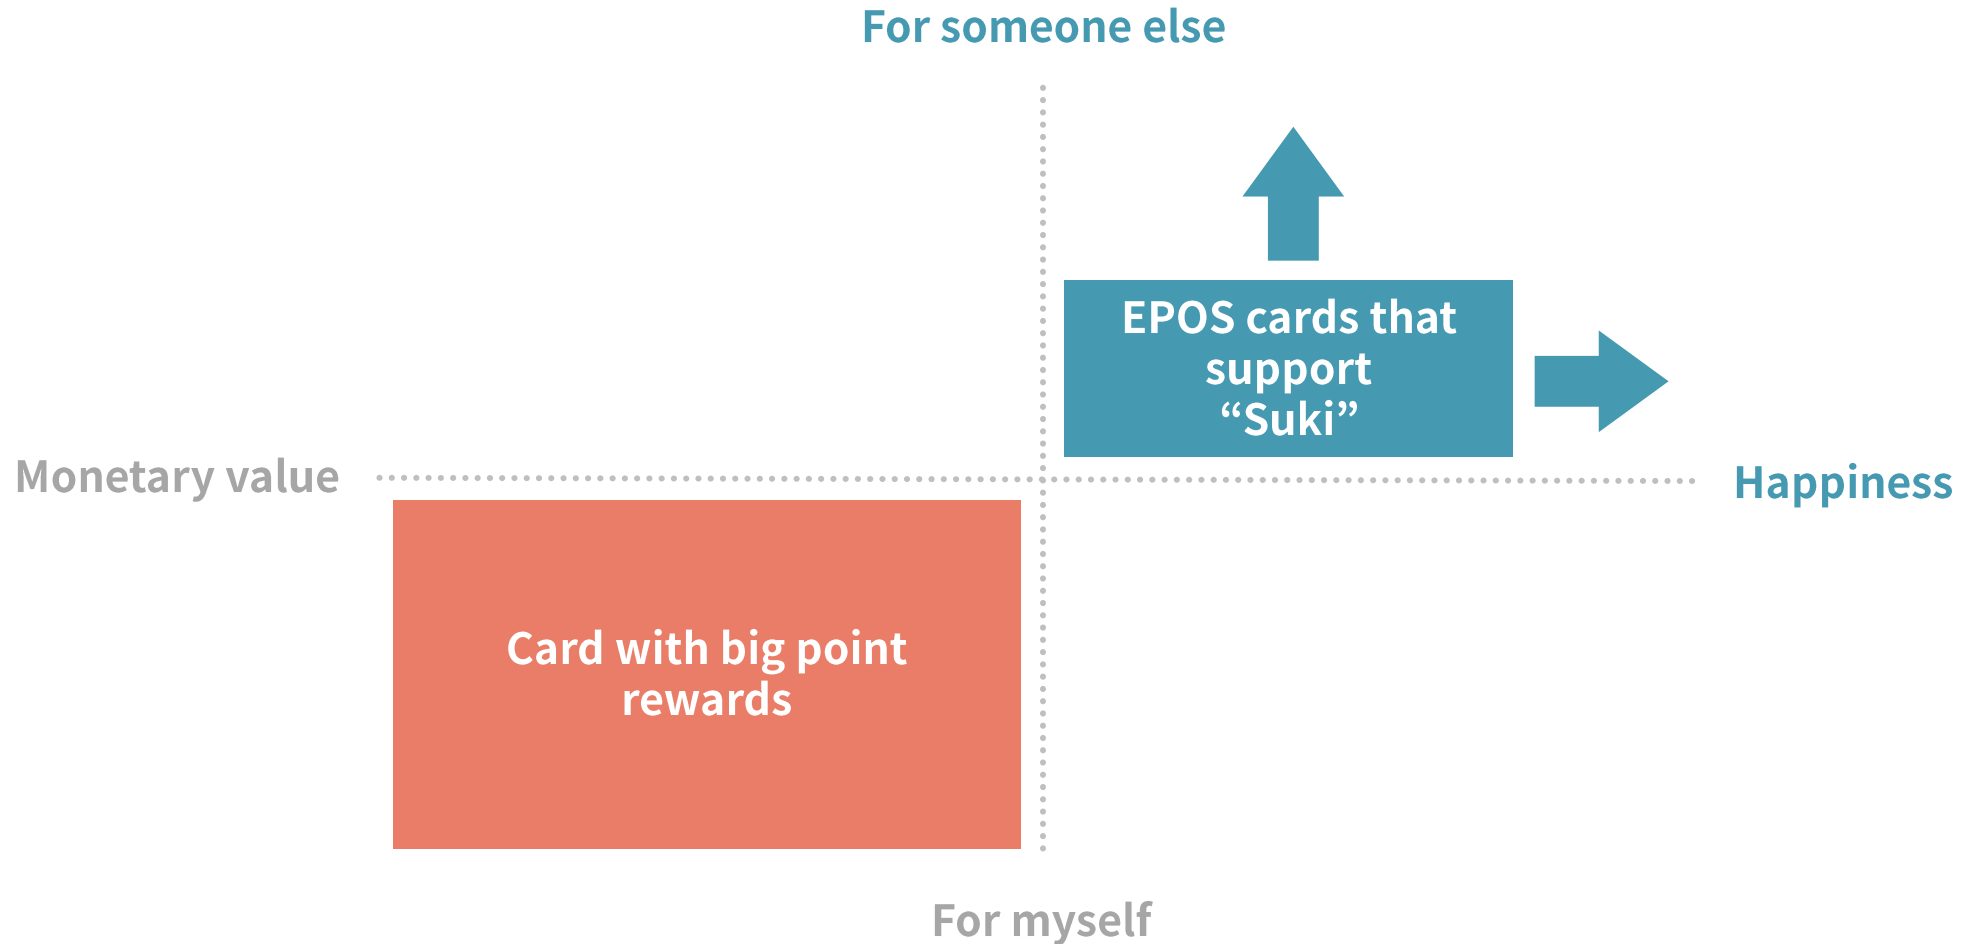 For someone else
EPOS cards that
support
“Suki”
Monetary value
Happiness
Card with big point
rewards
For myself